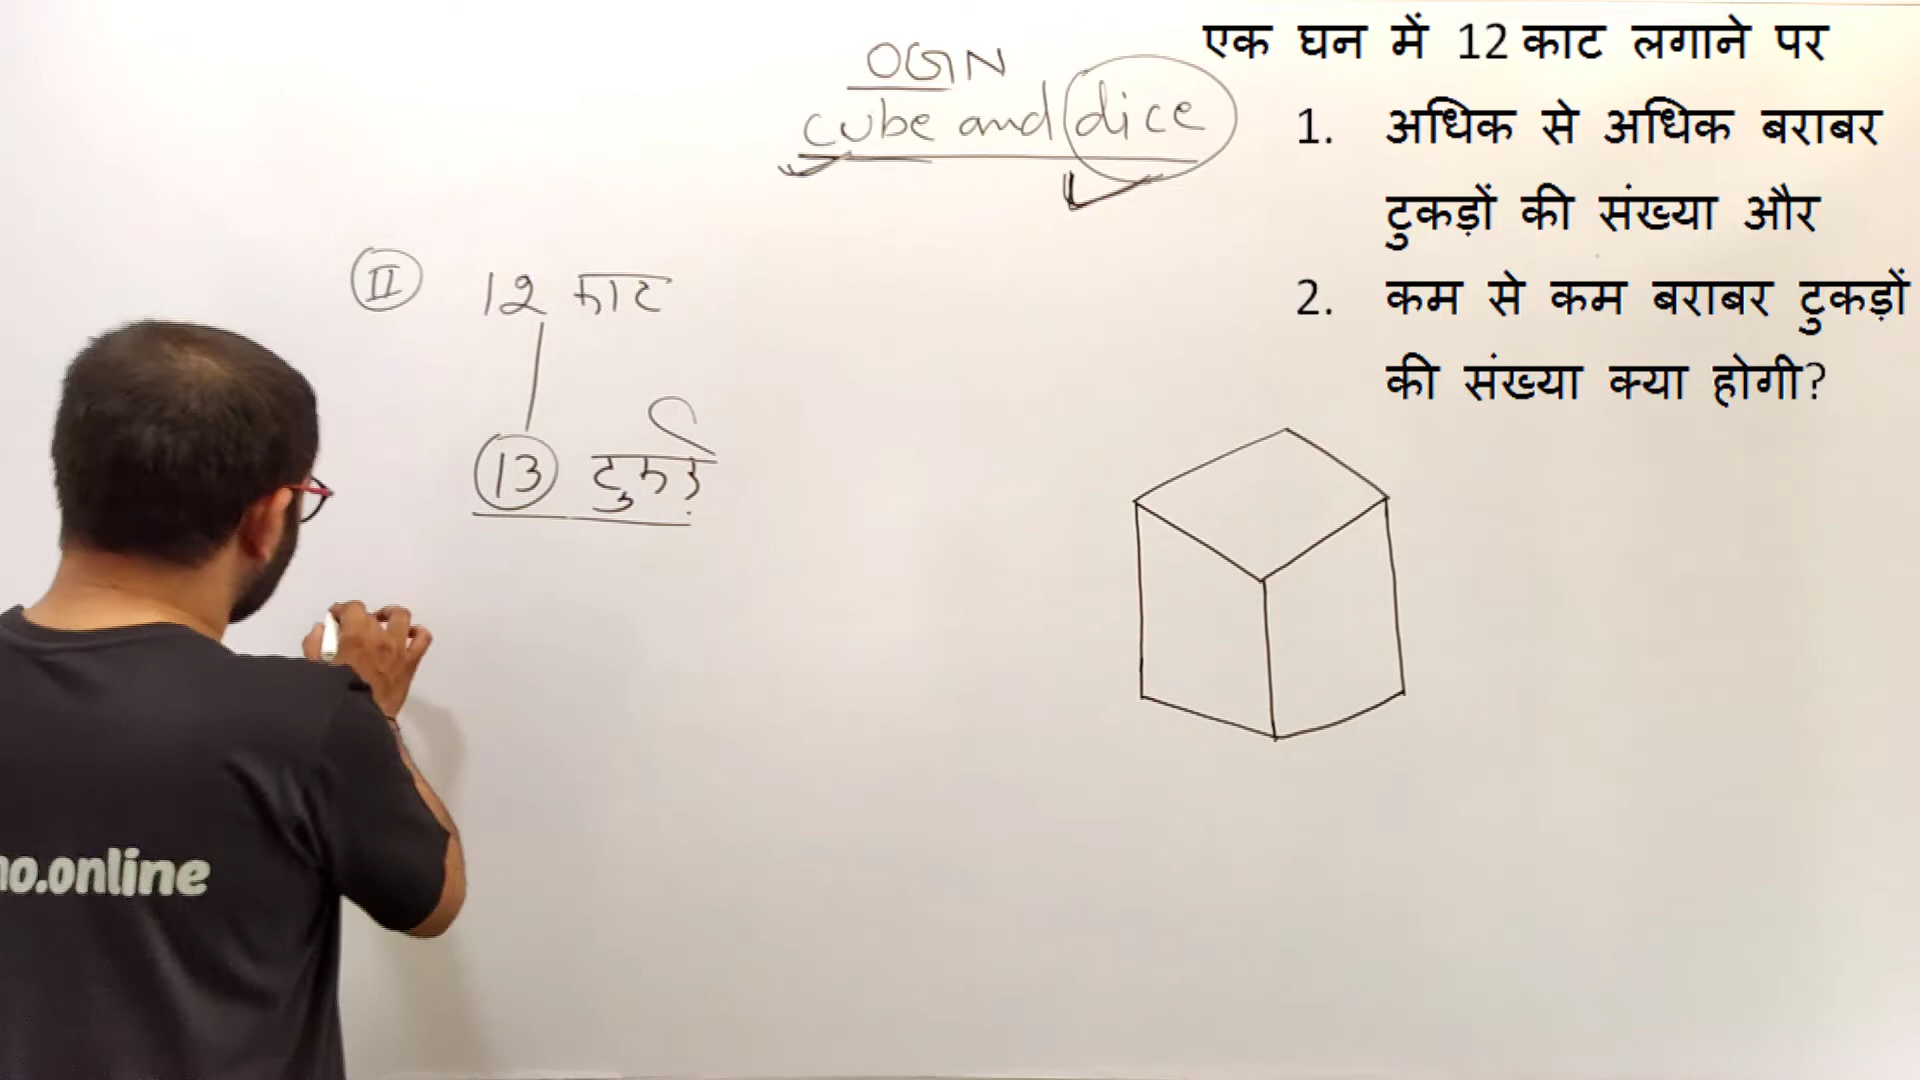 OGN
cube and dice
एक घन में 12 काट लगाने पर
1. अधिक से अधिक बराबर
टुकड़ों की संख्या और
2. कम से कम बराबर टुकड़ों
की संख्या क्या होगी?
II 12 काट
13 टुकड़े
o.online